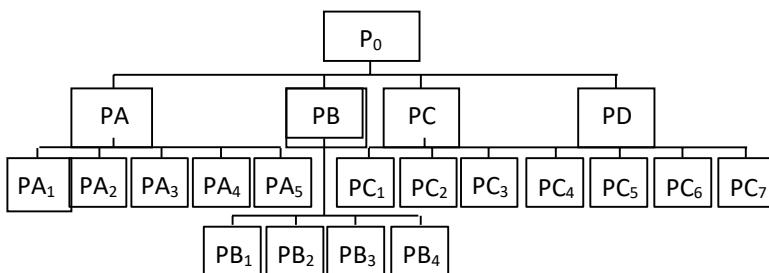 P₀
PA PB PC PD
PA₁ PA₂ PA₃ PA₄ PA₅ PC₁ PC₂ PC₃ PC₄ PC₅ PC₆ PC₇
PB₁ PB₂ PB₃ PB₄